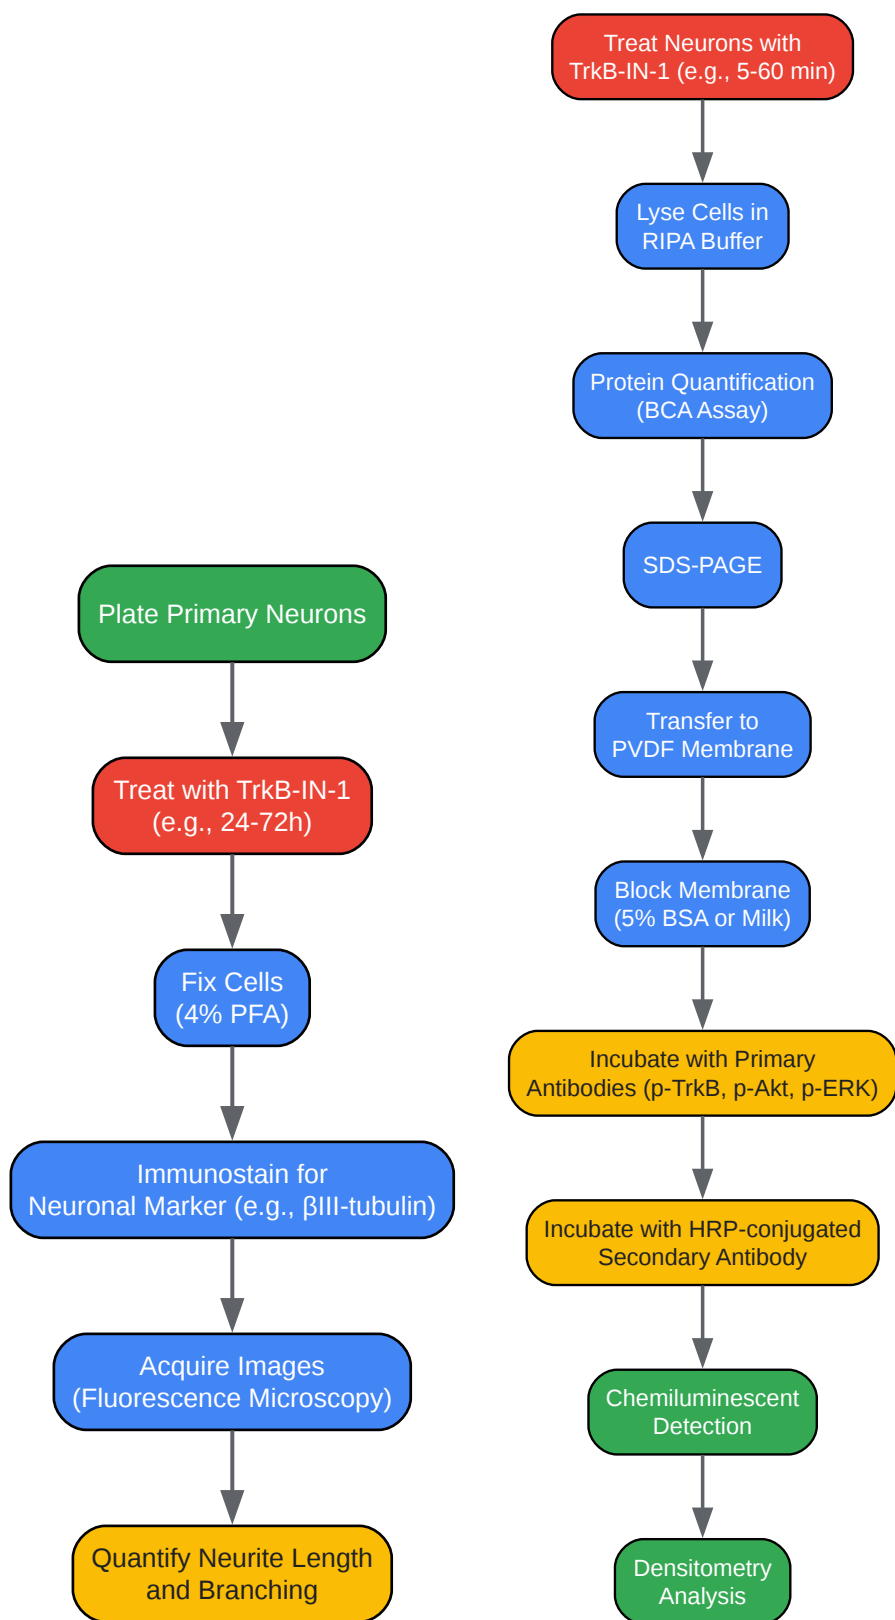 Plate Primary Neurons
Treat with TrkB-IN-1
(e.g., 24-72h)
Fix Cells
(4% PFA)
Immunostain for
Neuronal Marker (e.g., βIII-tubulin)
Acquire Images
(Fluorescence Microscopy)
Quantify Neurite Length
and Branching
Treat Neurons with
TrkB-IN-1 (e.g., 5-60 min)
Lyse Cells in
RIPA Buffer
Protein Quantification
(BCA Assay)
SDS-PAGE
Transfer to
PVDF Membrane
Block Membrane
(5% BSA or Milk)
Incubate with Primary
Antibodies (p-TrkB, p-Akt, p-ERK)
Incubate with HRP-conjugated
Secondary Antibody
Chemiluminescent
Detection
Densitometry
Analysis